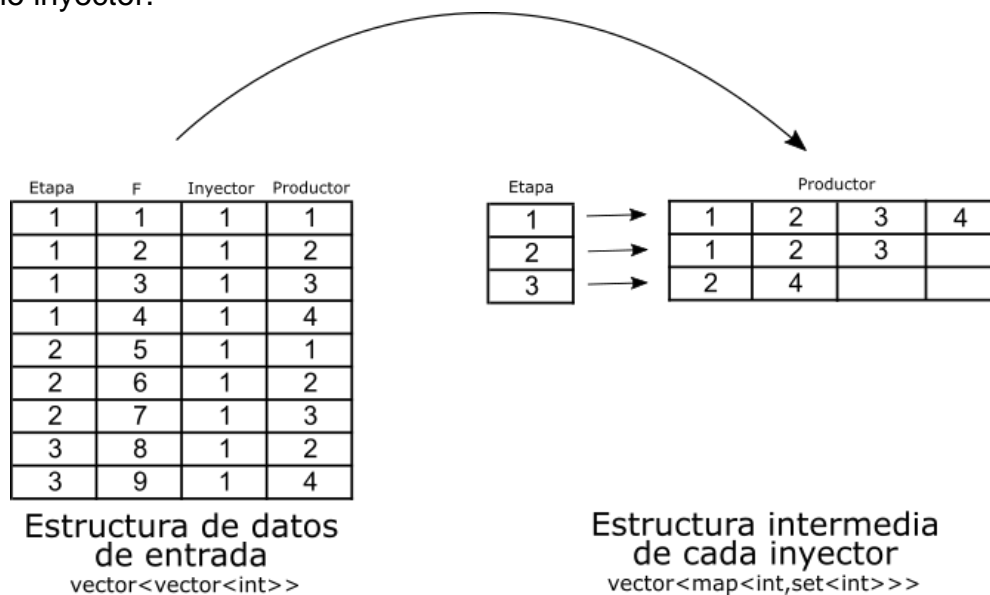 no inyector.
Etapa F Inyector Productor
1 1 1 1
1 2 1 2
1 3 1 3
1 4 1 4
2 5 1 1
2 6 1 2
2 7 1 3
3 8 1 2
3 9 1 4
Estructura de datos
de entrada
vector<vector<int>>
Etapa Productor
1 1 2 3 4
2 1 2 3
3 2 4
Estructura intermedia
de cada inyector
vector<map<int,set<int>>>